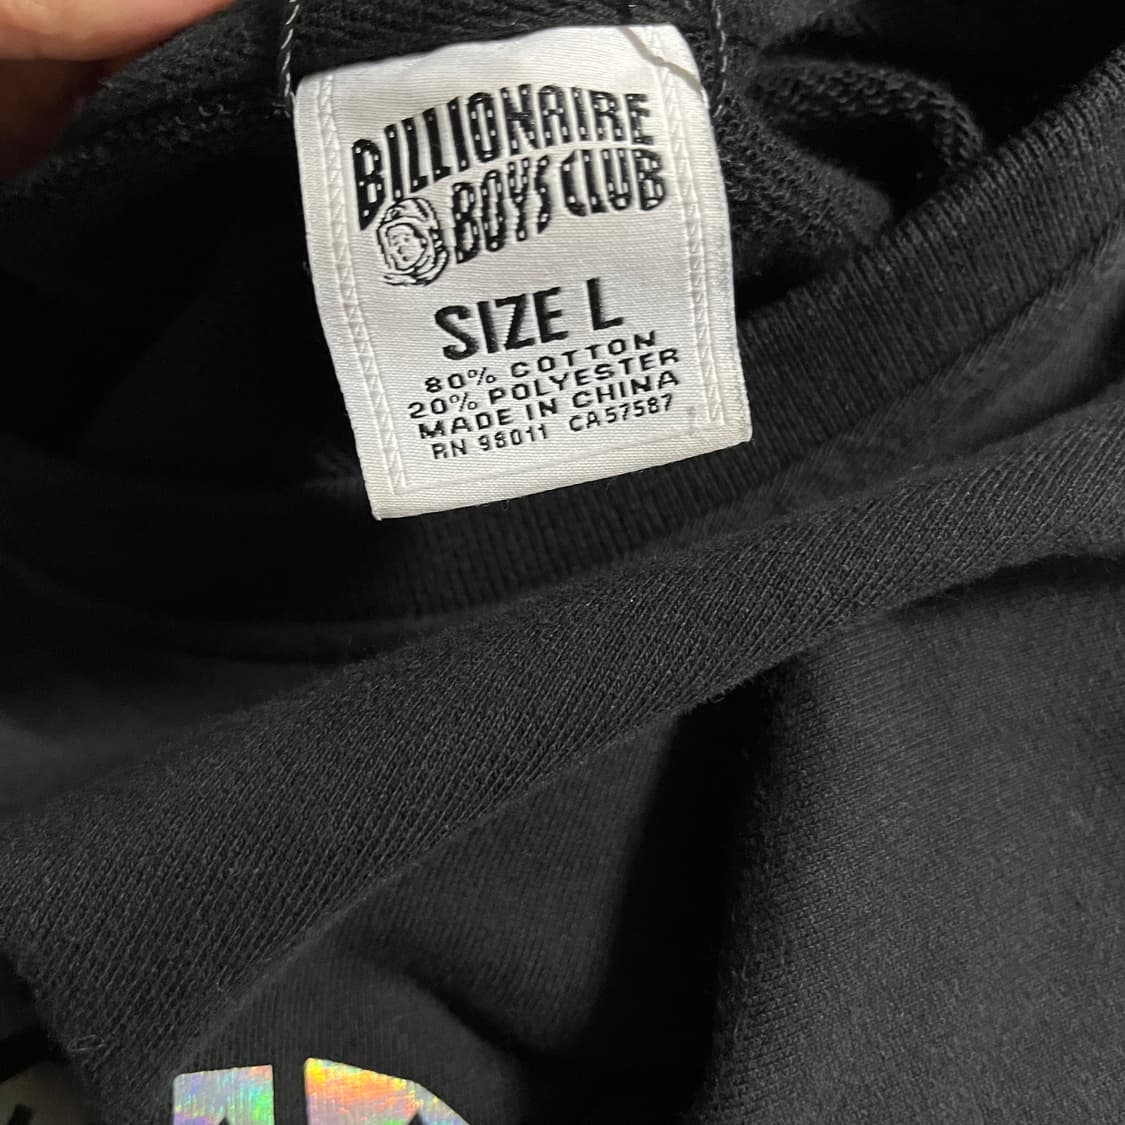 BILLIONAIRE
BOYS CLUB
SIZE L
80% COTTON
20% POLYESTER
MADE IN CHINA
RN 98011 CA57587